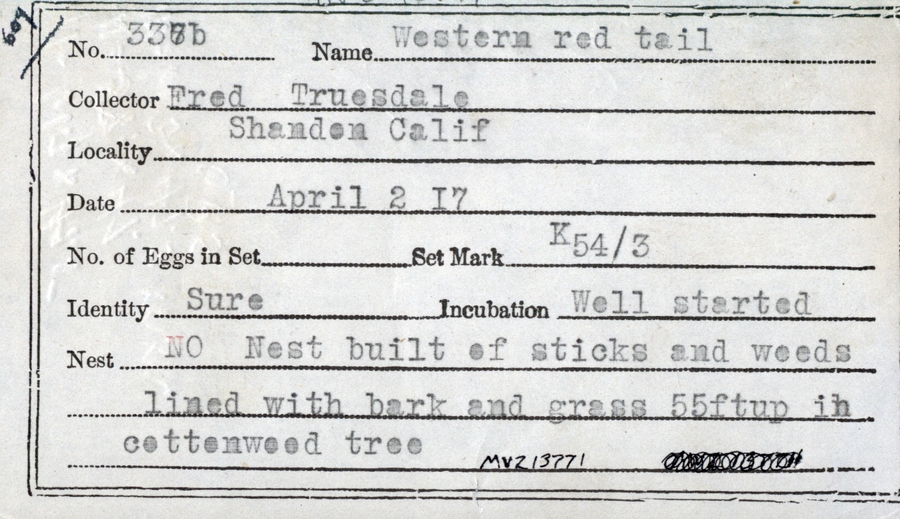 607
No. 337b Name Western red tail
Collector Fred Truesdale
Shandon Calif
Locality
Date April 2 I7
No. of Eggs in Set Set Mark K54/3
Identity Sure Incubation Well started
Nest NO Nest built of sticks and weeds
lined with bark and grass 55ftup in
cottonwood tree
MVZ13771